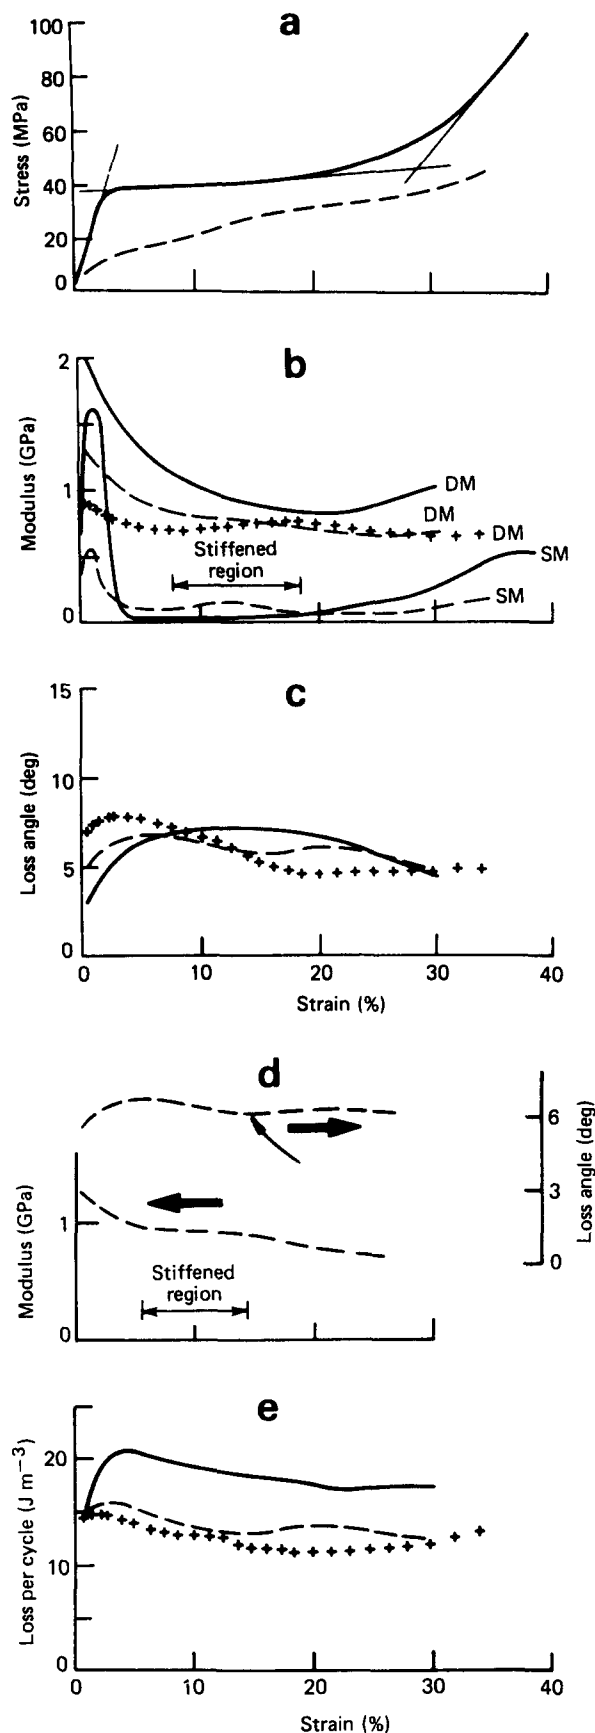 a
100
80
60
40
20
0
Stress (MPa)
b
2
1
0
Modulus (GPa)
DM
DM
DM
SM
SM
Stiffened
region
c
15
10
5
0
Loss angle (deg)
0 10 20 30 40
Strain (%)
d
6
3
0
Loss angle (deg)
1
0
Modulus (GPa)
Stiffened
region
e
20
10
0
Loss per cycle (J m−3)
0 10 20 30 40
Strain (%)